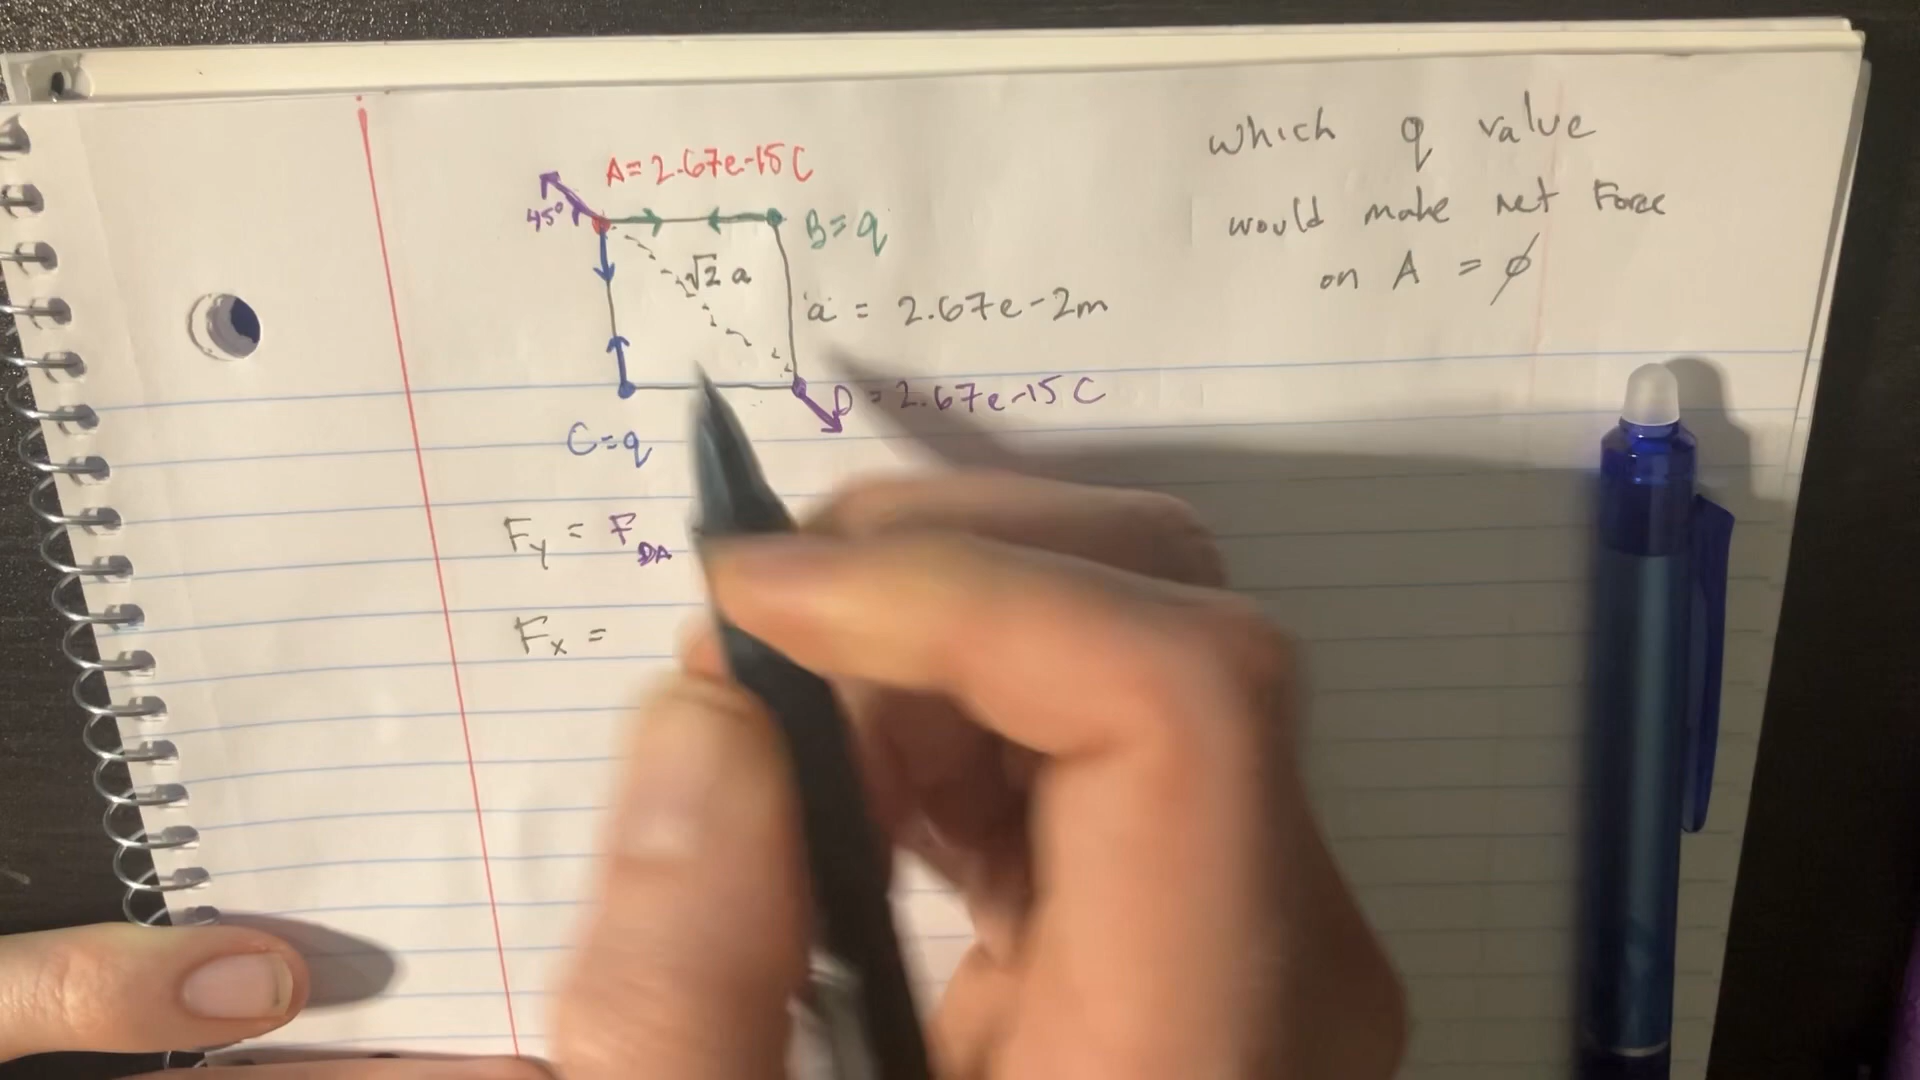 which q value
would make net Force
on A = ϕ
A = 2.67e-15 C
45°
B = q
√2 a
a = 2.67e-2m
D = 2.67e-15 C
C = q
Fy = F DA
Fx =